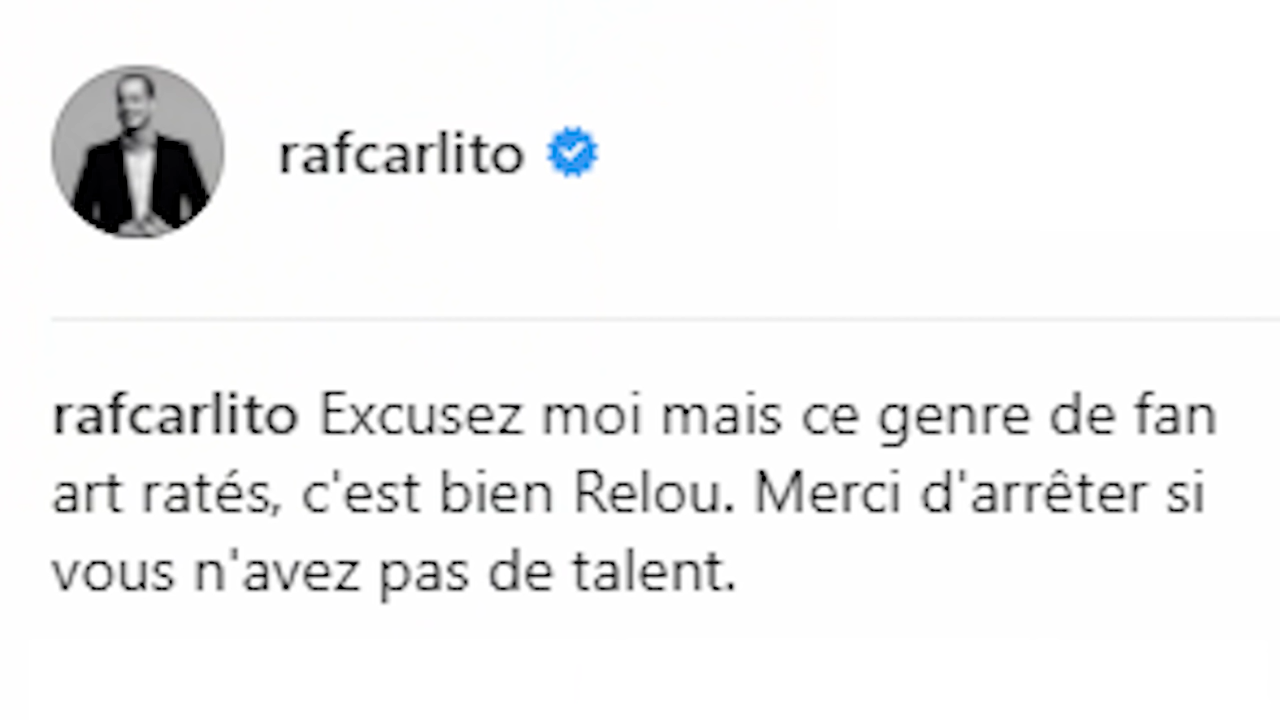 rafcarlito
rafcarlito Excusez moi mais ce genre de fan
art ratés, c'est bien Relou. Merci d'arrêter si
vous n'avez pas de talent.